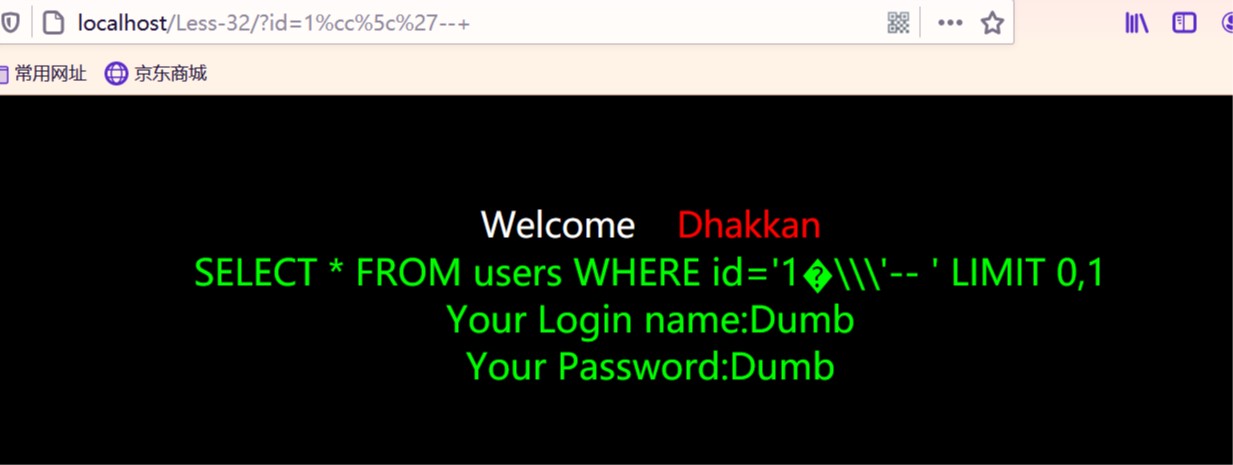 localhost/Less-32/?id=1%cc%5c%27--+
常用网址 京东商城
Welcome Dhakkan
SELECT * FROM users WHERE id='1�\\\'-- ' LIMIT 0,1
Your Login name:Dumb
Your Password:Dumb